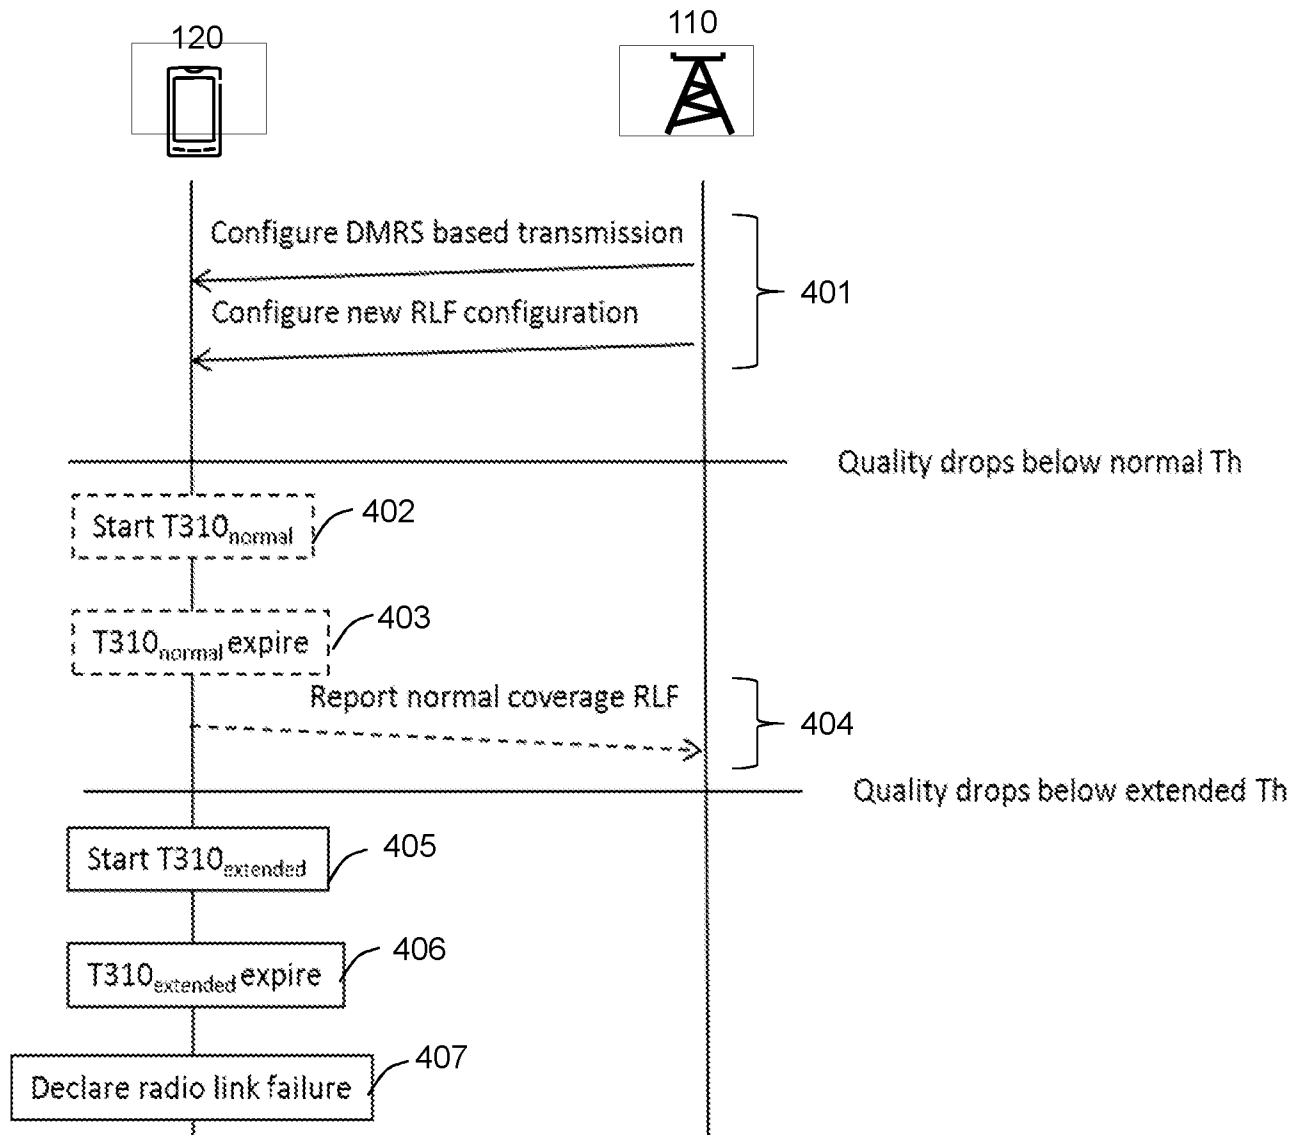 120
110
Configure DMRS based transmission
401
Configure new RLF configuration
Quality drops below normal Th
Start T310normal
402
T310normal expire
403
Report normal coverage RLF
404
Quality drops below extended Th
Start T310extended
405
T310extended expire
406
Declare radio link failure
407